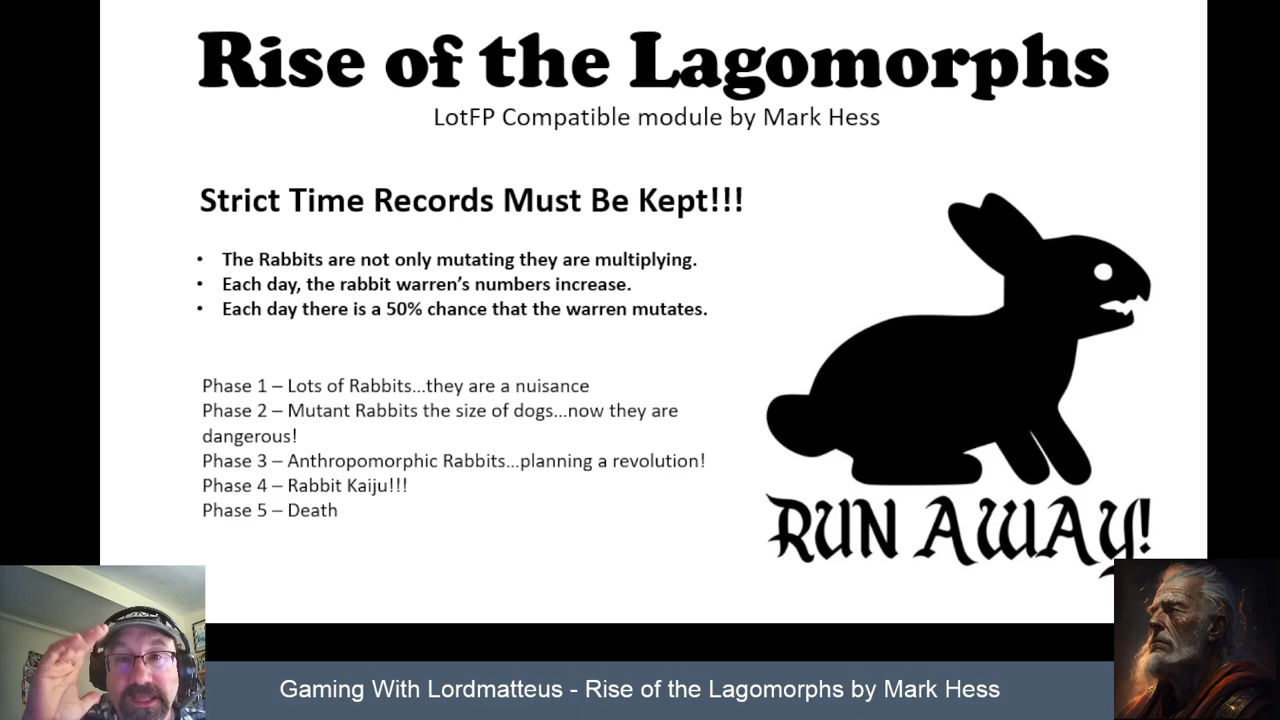 Rise of the Lagomorphs
LotFP Compatible module by Mark Hess
Strict Time Records Must Be Kept!!!
• The Rabbits are not only mutating they are multiplying.
• Each day, the rabbit warren's numbers increase.
• Each day there is a 50% chance that the warren mutates.
Phase 1 – Lots of Rabbits...they are a nuisance
Phase 2 – Mutant Rabbits the size of dogs...now they are
dangerous!
Phase 3 – Anthropomorphic Rabbits...planning a revolution!
Phase 4 – Rabbit Kaiju!!!
Phase 5 – Death
RUN AWAY!
Gaming With Lordmatteus - Rise of the Lagomorphs by Mark Hess